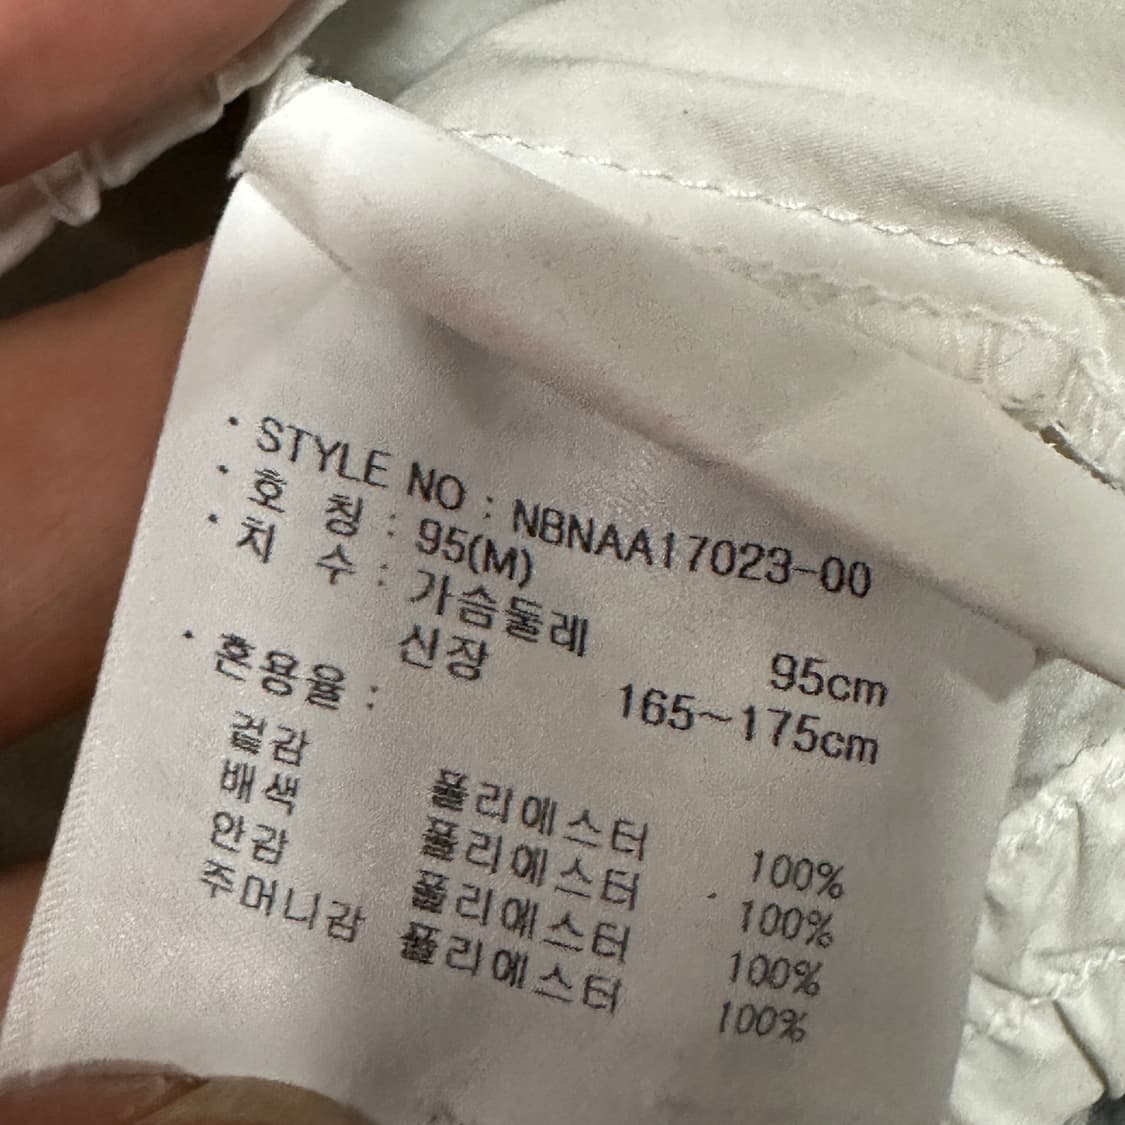 · STYLE NO : NBNAA17023-00
· 호 칭 : 95(M)
· 치 수 : 가슴둘레 95cm
신장 165~175cm
· 혼용율 :
겉감 폴리에스터 100%
배색 폴리에스터 100%
안감 폴리에스터 100%
주머니감 폴리에스터 100%